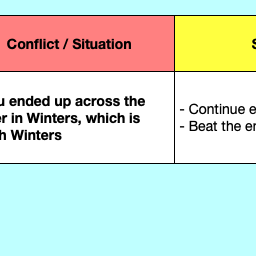 Conflict / Situation
ended up across the
in Winters, which is
Winters
- Continue
- Beat the